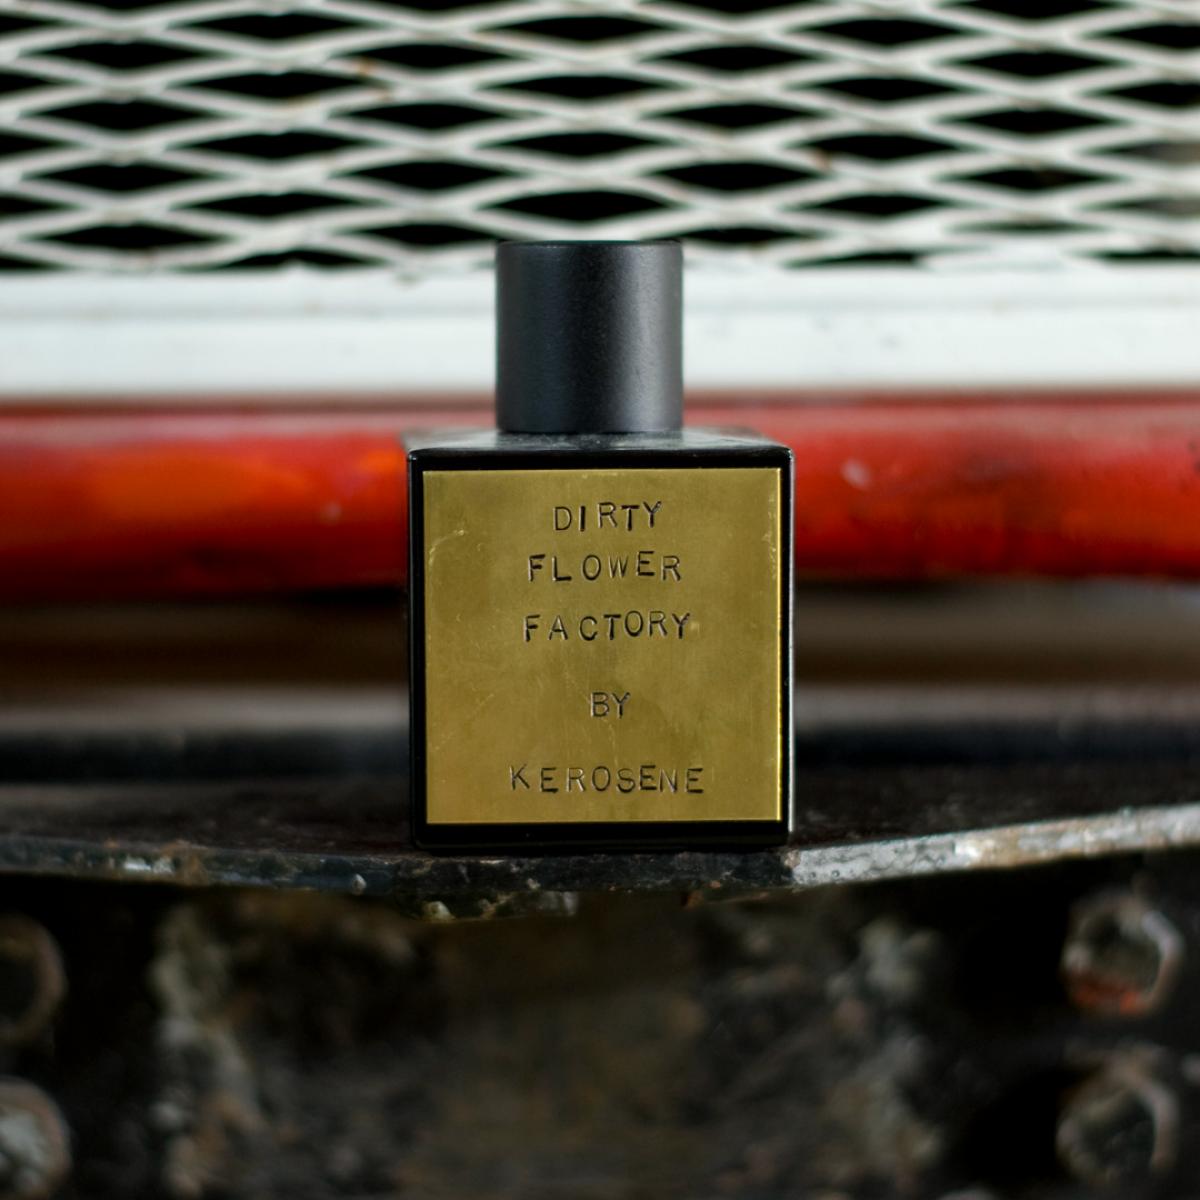 DIRTY
FLOWER
FACTORY
BY
KEROSENE